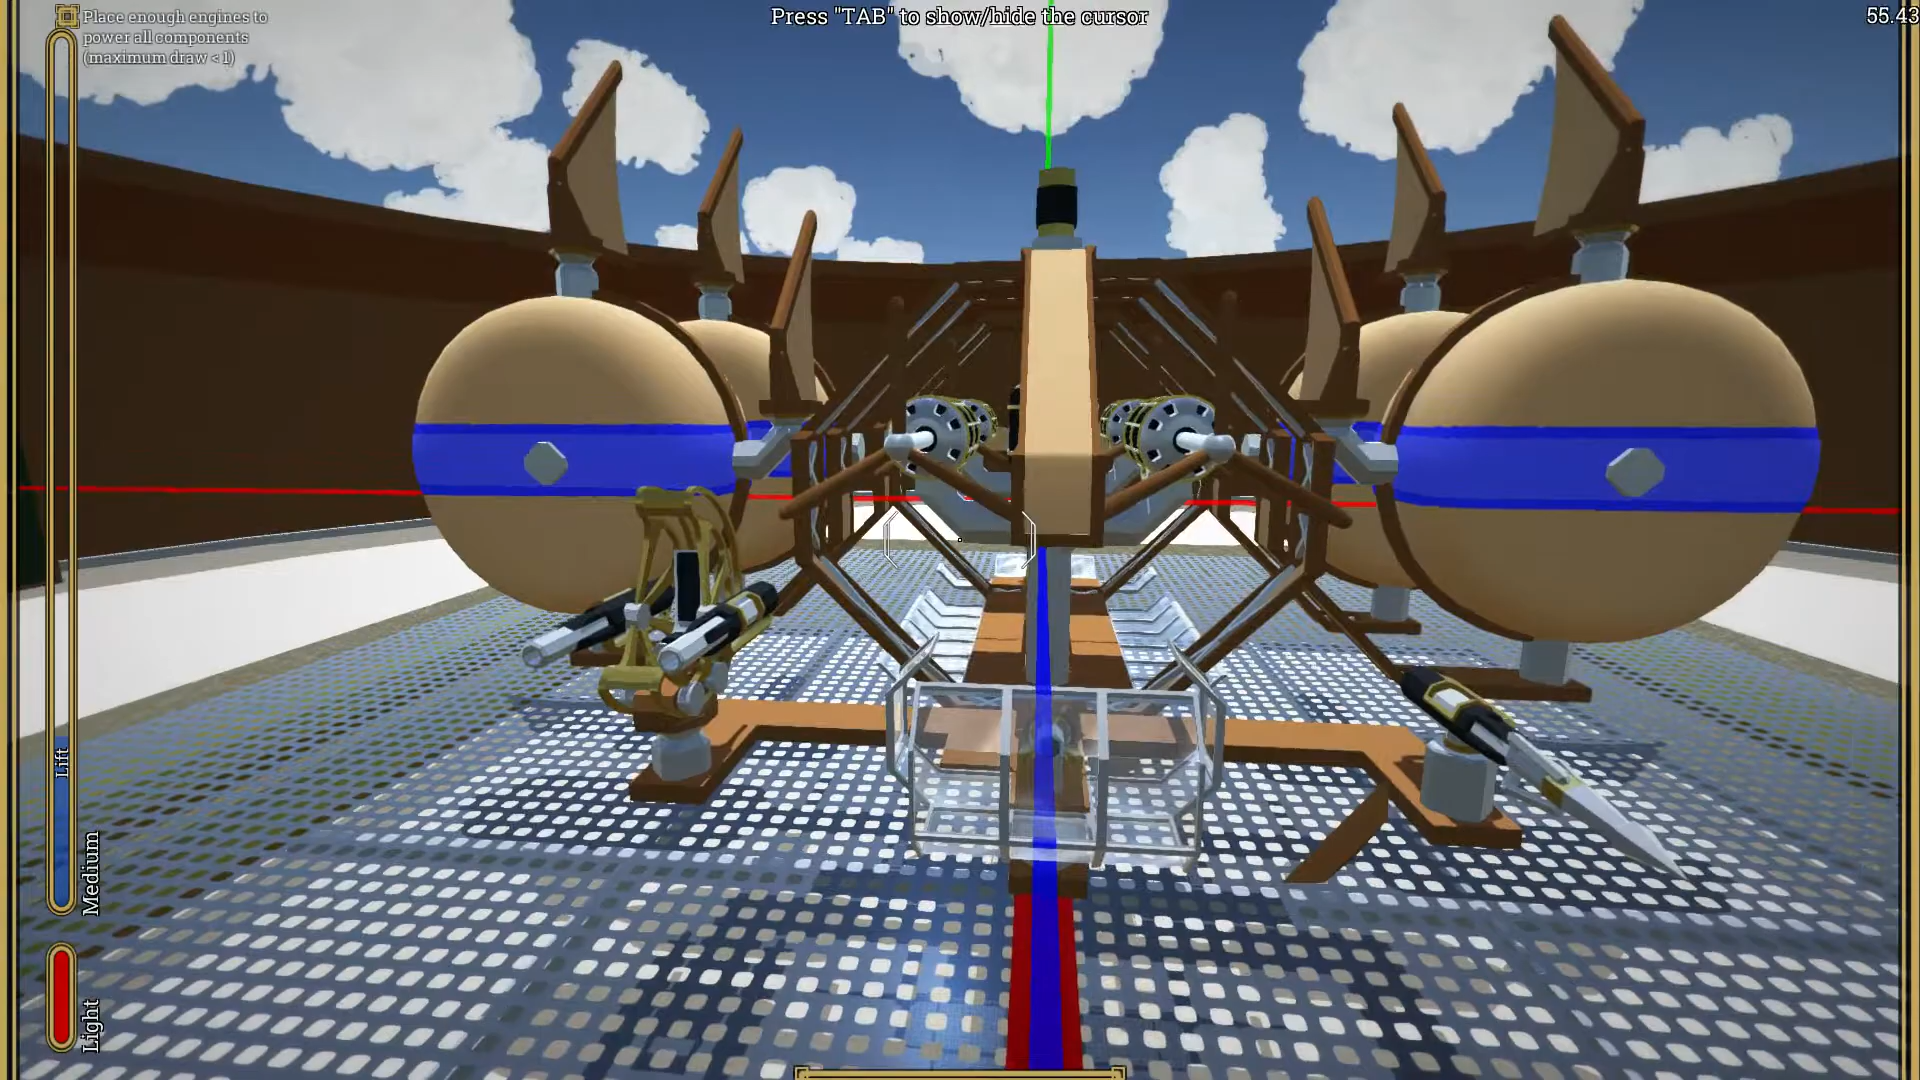 Place enough engines to
power all components
(maximum draw < 1)
Press "TAB" to show/hide the cursor
55.43
Lift
Medium
Light